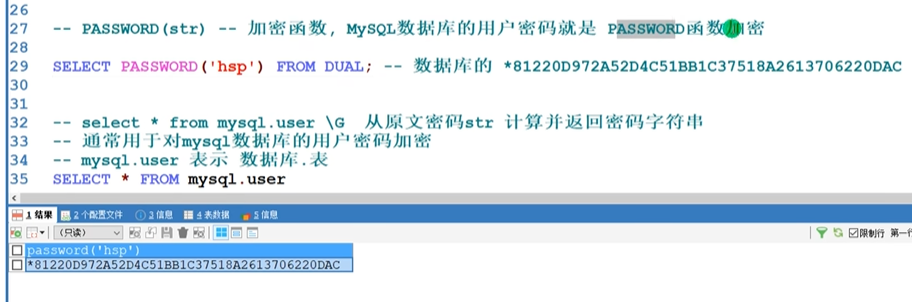 26
27 -- PASSWORD(str) -- 加密函数, MySQL数据库的用户密码就是 PASSWORD函数加密
28
29 SELECT PASSWORD('hsp') FROM DUAL; -- 数据库的 *81220D972A52D4C51BB1C37518A2613706220DAC
30
31
32 -- select * from mysql.user \G 从原文密码str 计算并返回密码字符串
33 -- 通常用于对mysql数据库的用户密码加密
34 -- mysql.user 表示 数据库.表
35 SELECT * FROM mysql.user
1 结果 2 个配置文件 3 信息 4 表数据 5 信息
(只读) 限制行 第一行
password('hsp')
*81220D972A52D4C51BB1C37518A2613706220DAC